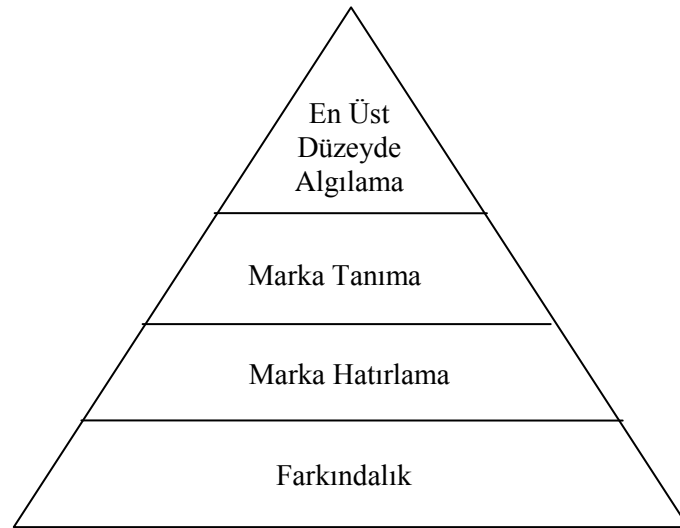 En Üst
Düzeyde
Algılama
Marka Tanıma
Marka Hatırlama
Farkındalık